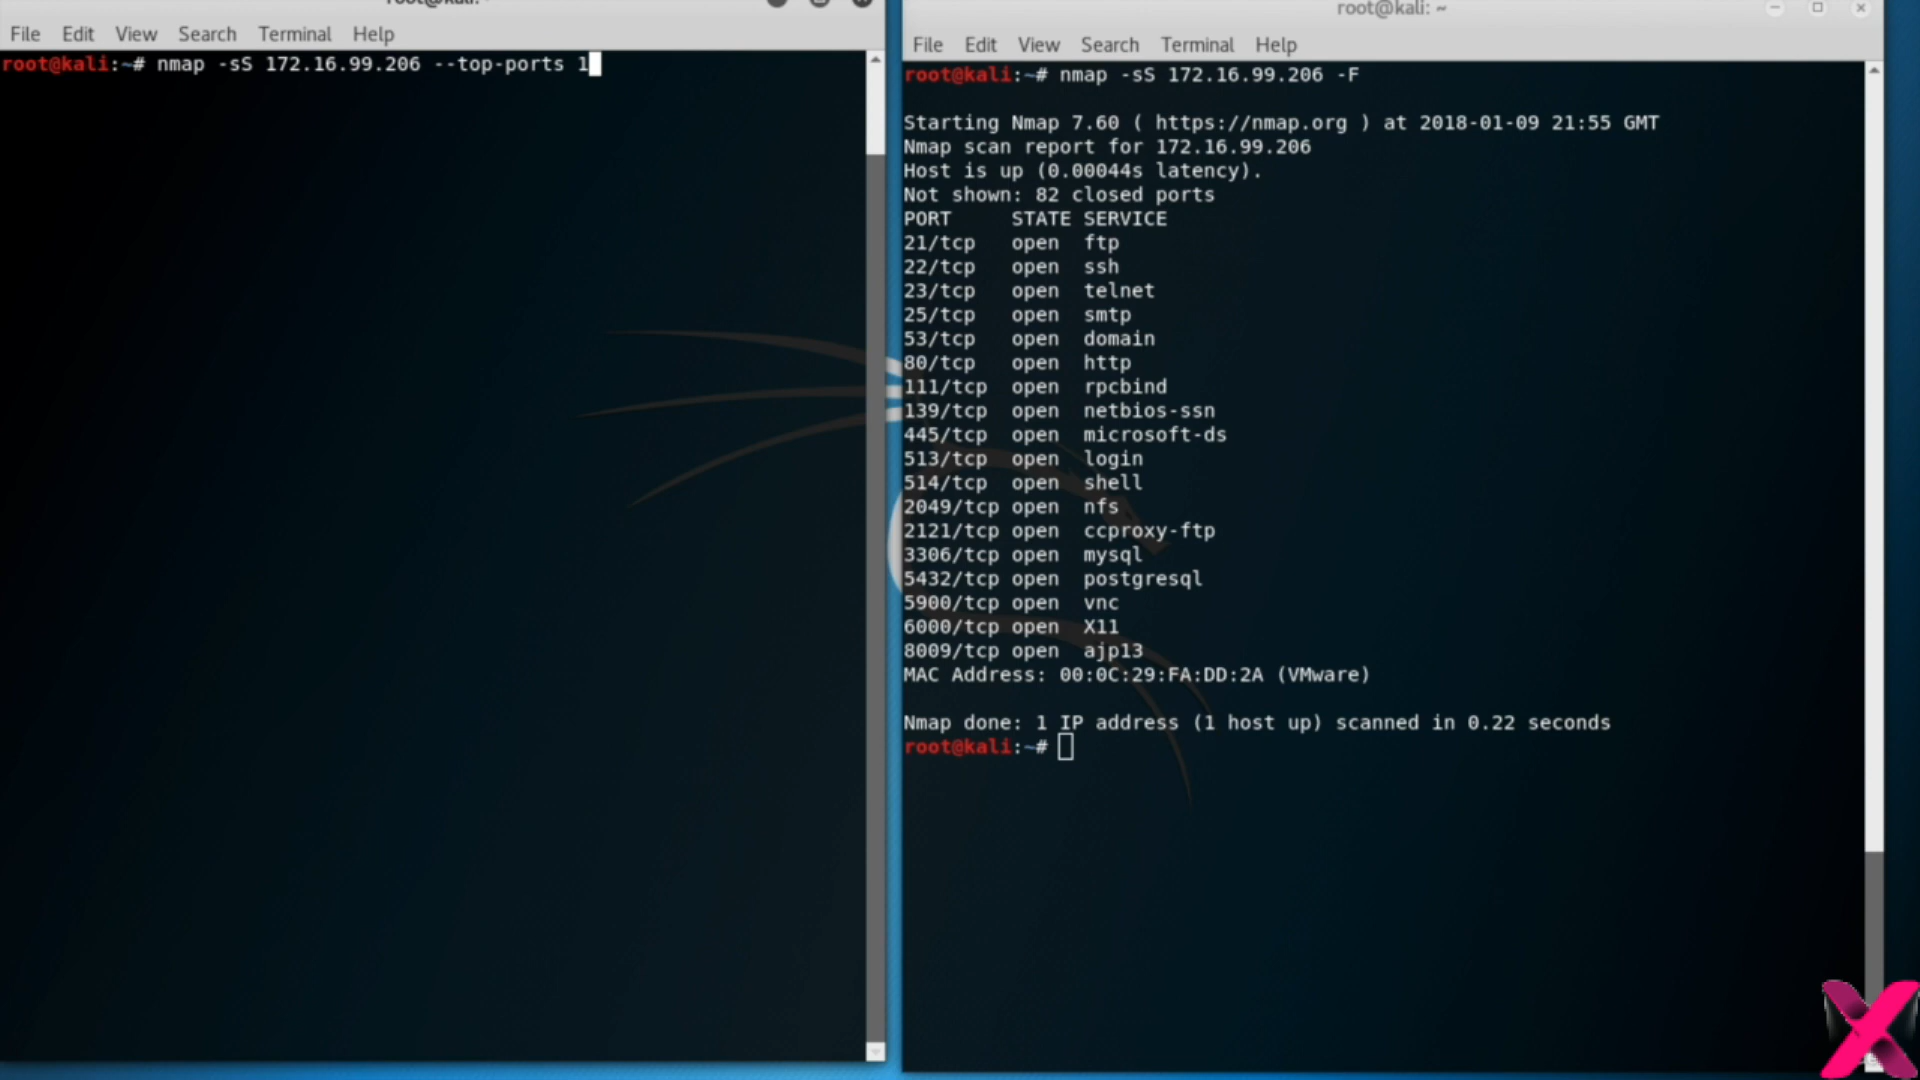 File Edit View Search Terminal Help
root@kali:~# nmap -sS 172.16.99.206 --top-ports 1
root@kali: ~
File Edit View Search Terminal Help
root@kali:~# nmap -sS 172.16.99.206 -F
Starting Nmap 7.60 ( https://nmap.org ) at 2018-01-09 21:55 GMT
Nmap scan report for 172.16.99.206
Host is up (0.00044s latency).
Not shown: 82 closed ports
PORT STATE SERVICE
21/tcp open ftp
22/tcp open ssh
23/tcp open telnet
25/tcp open smtp
53/tcp open domain
80/tcp open http
111/tcp open rpcbind
139/tcp open netbios-ssn
445/tcp open microsoft-ds
513/tcp open login
514/tcp open shell
2049/tcp open nfs
2121/tcp open ccproxy-ftp
3306/tcp open mysql
5432/tcp open postgresql
5900/tcp open vnc
6000/tcp open X11
8009/tcp open ajp13
MAC Address: 00:0C:29:FA:DD:2A (VMware)
Nmap done: 1 IP address (1 host up) scanned in 0.22 seconds
root@kali:~#